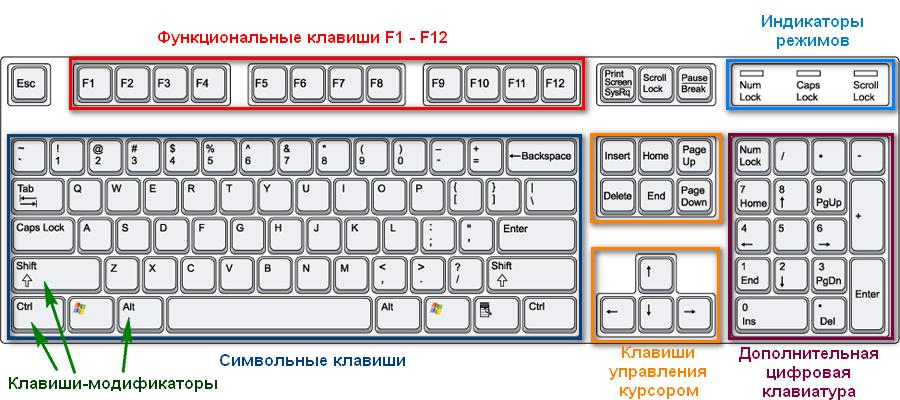 Функциональные клавиши F1 - F12
Индикаторы
режимов
Esc
F1 F2 F3 F4
F5 F6 F7 F8
F9 F10 F11 F12
Print
Screen
SysRq
Scroll
Lock
Pause
Break
Num
Lock
Caps
Lock
Scroll
Lock
~ ! @ # $ % ^ & * ( ) - +
` 1 2 3 4 5 6 7 8 9 0 - =
←Backspace
Tab Q W E R T Y U I O P { [ } ] | \
Caps Lock A S D F G H J K L : ; " , Enter
Shift ⇧ Z X C V B N M < , > . ? / Shift ⇧
Ctrl Alt Alt Ctrl
Insert Home Page
Up
Delete End Page
Down
↑
← ↓ →
Num
Lock / * -
7
Home
8
↑
9
PgUp
+
4
←
5
6
→
1
End
2
↓
3
PgDn
Enter
0
Ins
.
Del
Символьные клавиши
Клавиши-модификаторы
Клавиши
управления
курсором
Дополнительная
цифровая
клавиатура